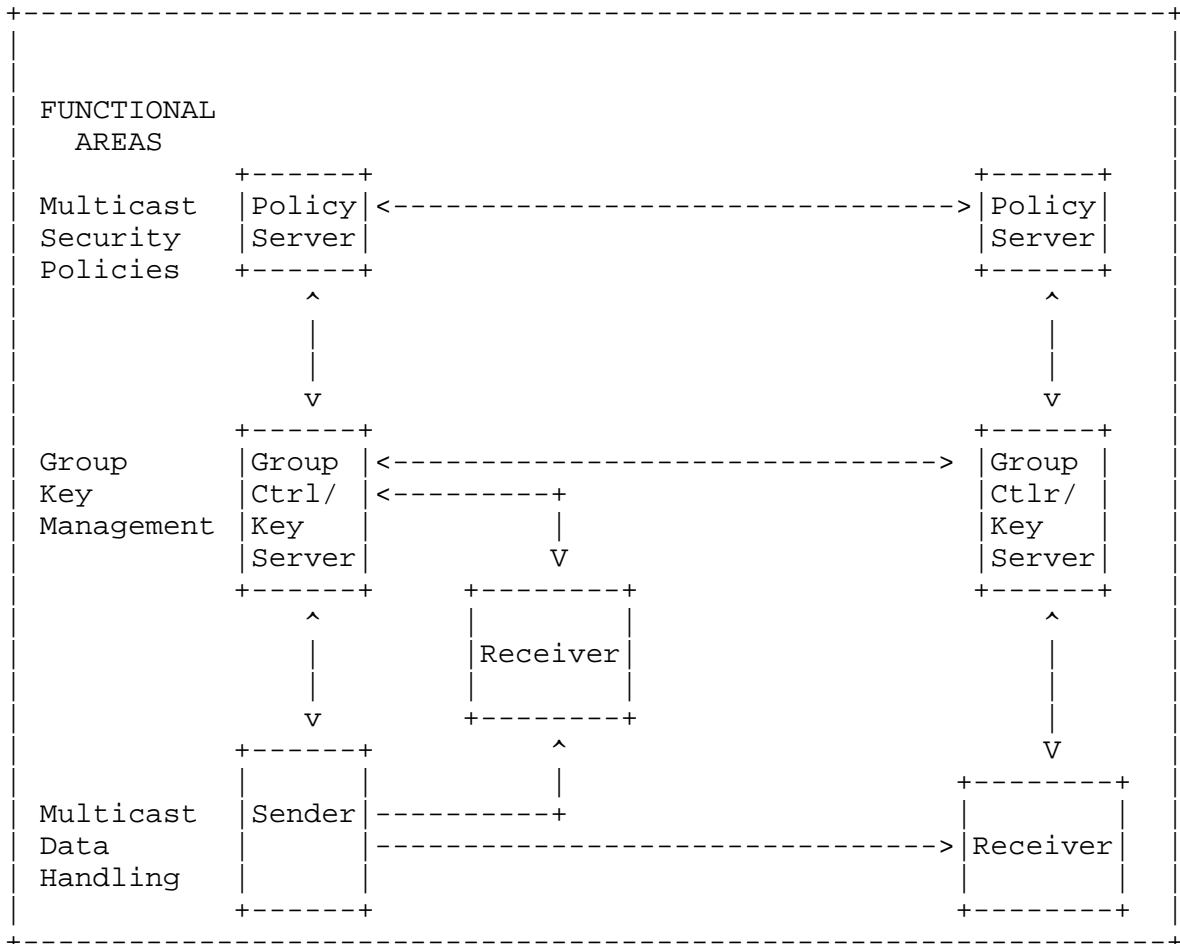 FUNCTIONAL
AREAS
Multicast Policy Policy
Security Server Server
Policies
Group Group Group
Key Ctrl/ Ctlr/
Management Key Key
Server Server
Receiver
Multicast Sender
Data Receiver
Handling